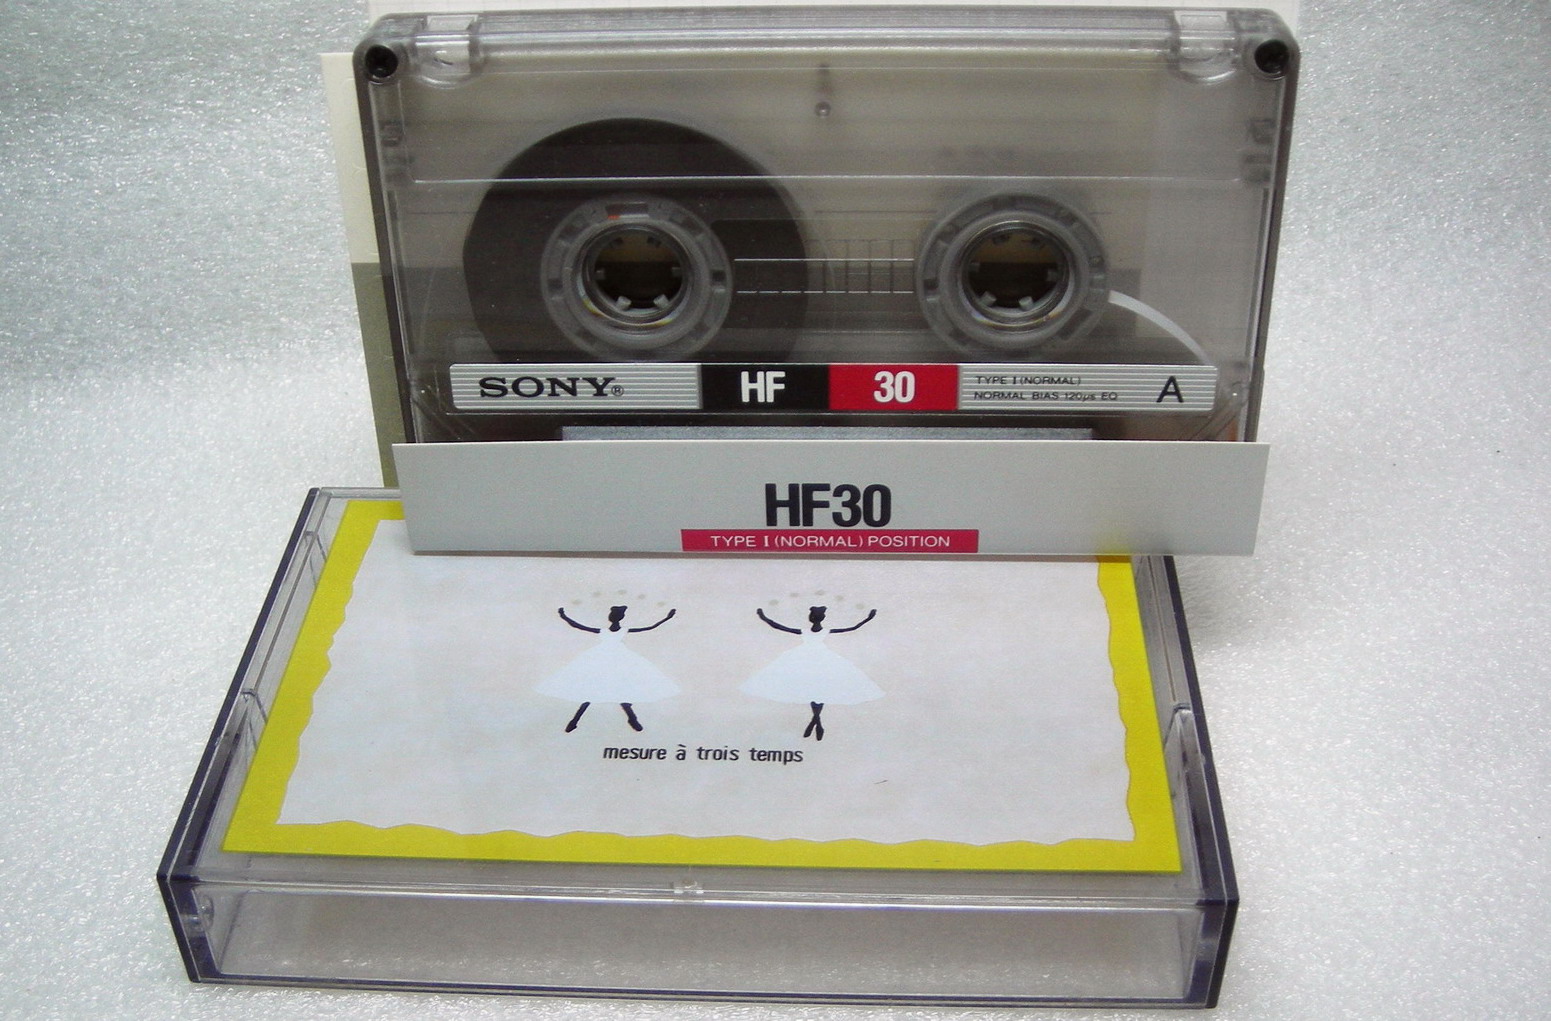 SONY®
HF
30
TYPE I (NORMAL)
NORMAL BIAS 120µs EQ
A
HF30
TYPE I (NORMAL) POSITION
mesure à trois temps